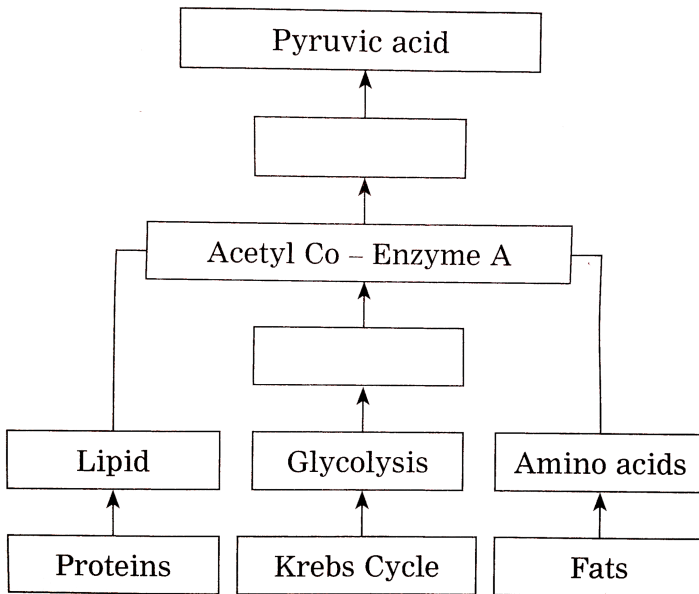 Pyruvic acid
Acetyl Co – Enzyme A
Lipid
Glycolysis
Amino acids
Proteins
Krebs Cycle
Fats